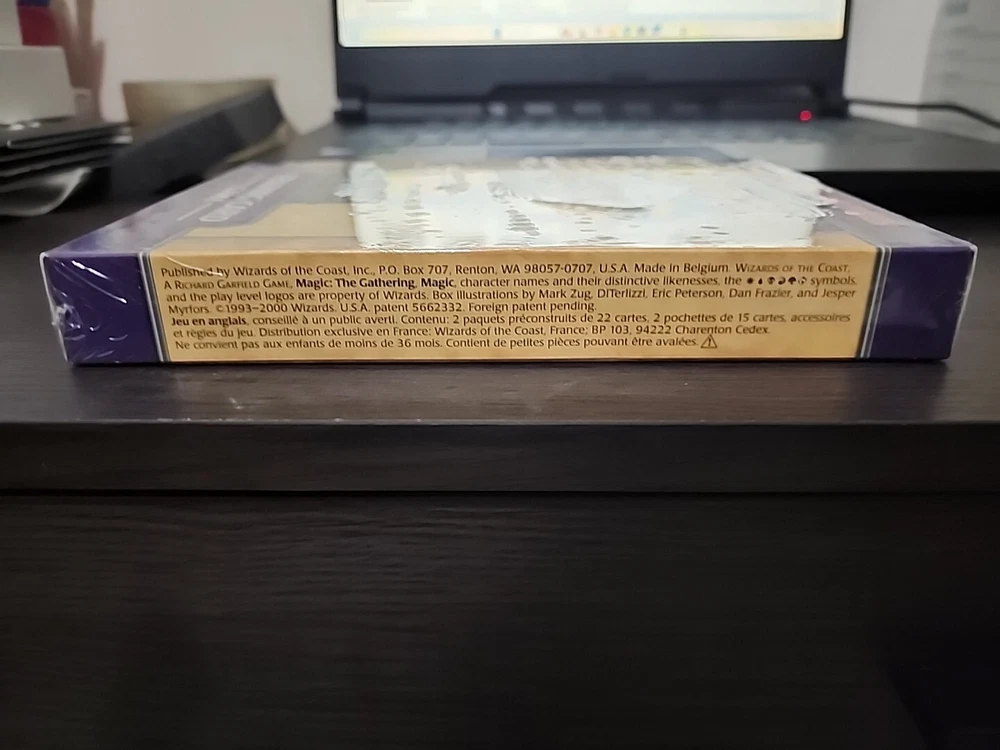 Published by Wizards of the Coast, Inc., P.O. Box 707, Renton, WA 98057-0707, U.S.A. Made in Belgium. WIZARDS OF THE COAST,
A RICHARD GARFIELD GAME, Magic: The Gathering, Magic, character names and their distinctive likenesses, the symbols,
and the play level logos are property of Wizards. Box illustrations by Mark Zug, DiTerlizzi, Eric Peterson, Dan Frazier, and Jesper
Myrfors. ©1993–2000 Wizards. U.S.A. patent 5662332. Foreign patent pending.
Jeu en anglais, conseillé à un public averti. Contenu: 2 paquets préconstruits de 22 cartes, 2 pochettes de 15 cartes, accessoires
et règles du jeu. Distribution exclusive en France: Wizards of the Coast, France; BP 103, 94222 Charenton Cedex.
Ne convient pas aux enfants de moins de 36 mois. Contient de petites pièces pouvant être avalées.